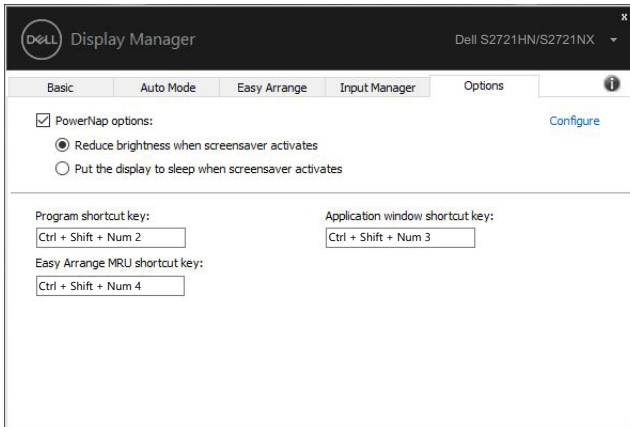 x
DELL Display Manager
Dell S2721HN/S2721NX
Basic Auto Mode Easy Arrange Input Manager Options i
PowerNap options: Configure
Reduce brightness when screensaver activates
Put the display to sleep when screensaver activates
Program shortcut key: Application window shortcut key:
Ctrl + Shift + Num 2 Ctrl + Shift + Num 3
Easy Arrange MRU shortcut key:
Ctrl + Shift + Num 4